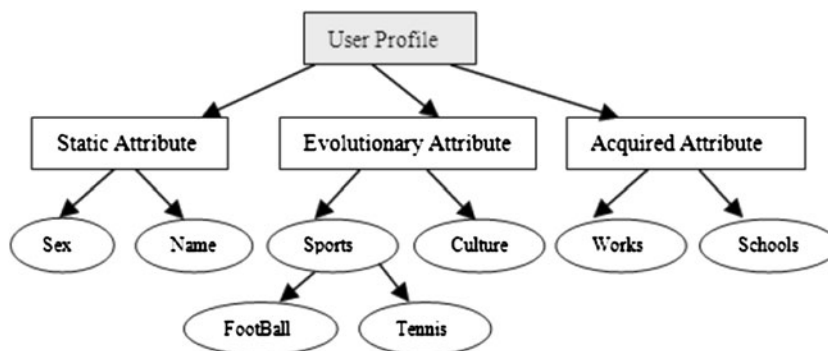 User Profile
Static Attribute
Evolutionary Attribute
Acquired Attribute
Sex
Name
Sports
Culture
Works
Schools
FootBall
Tennis